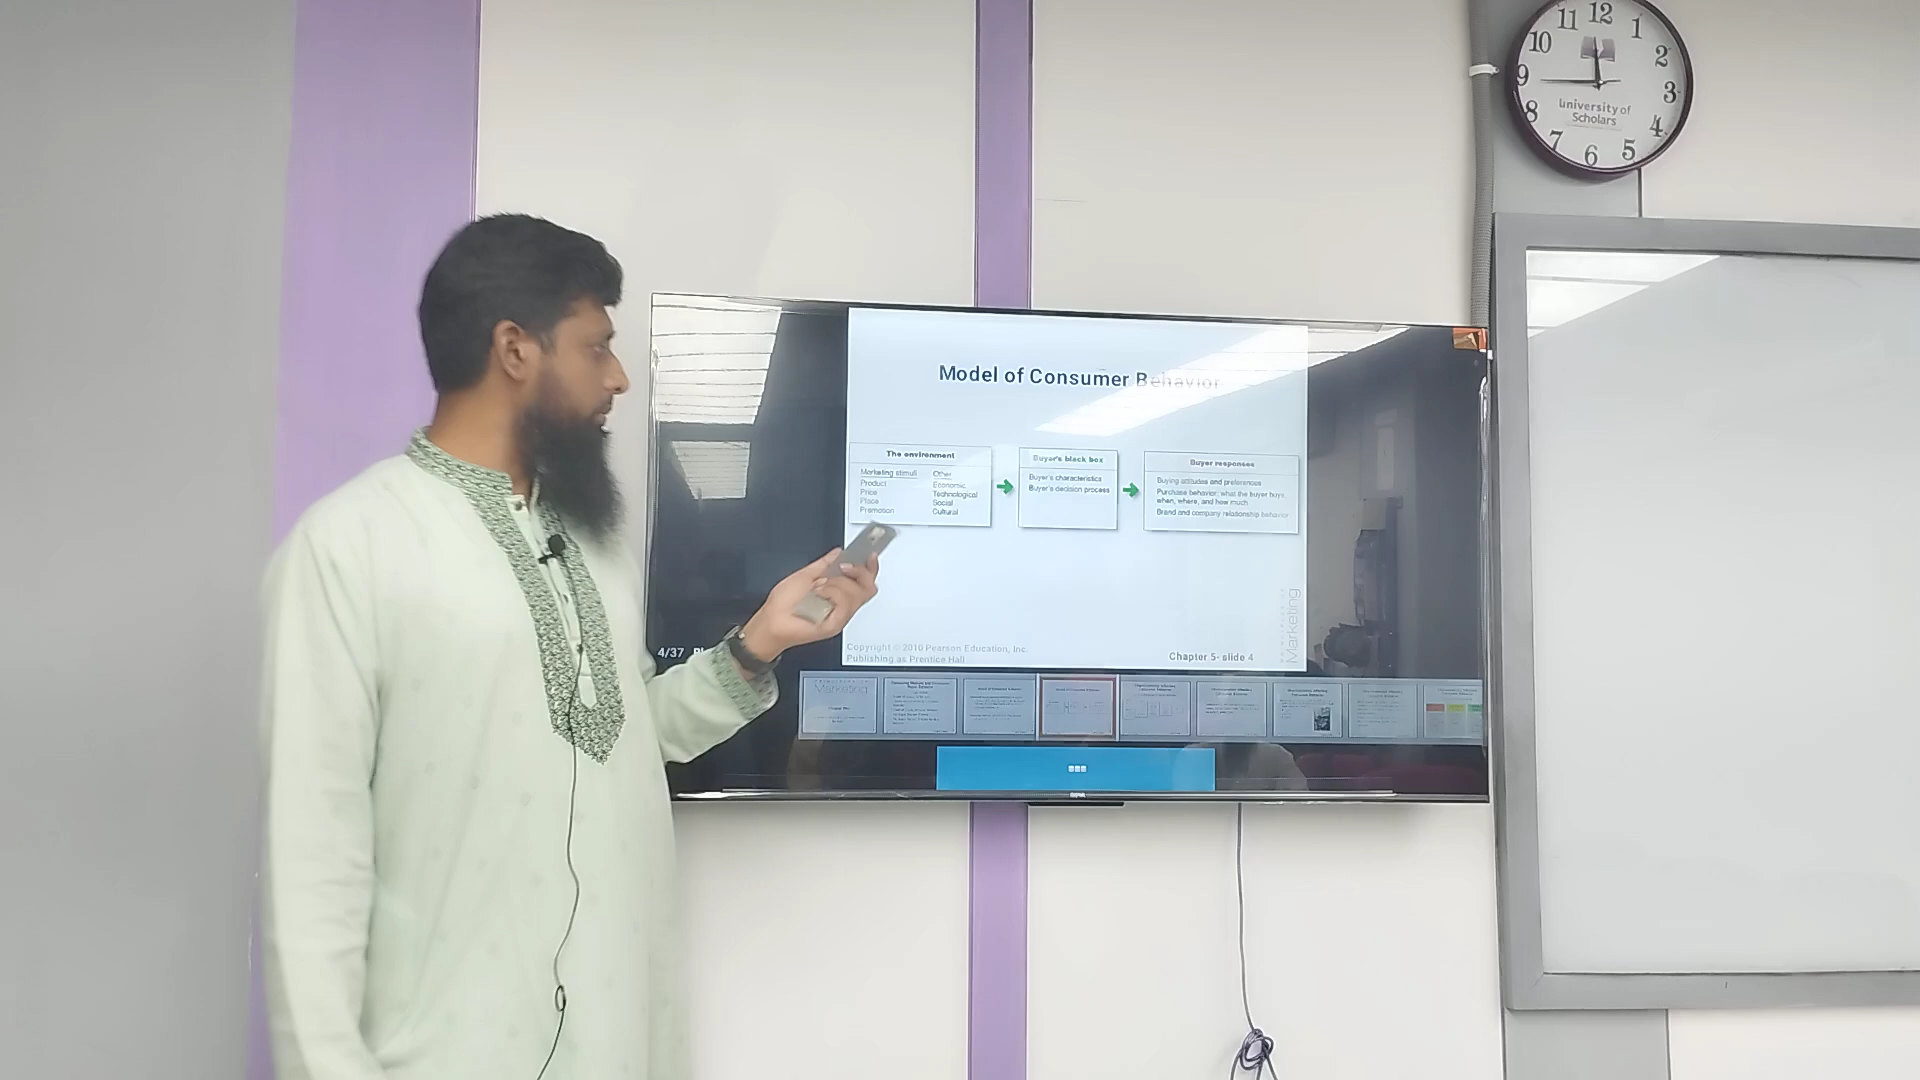 11 12 1
10 2
9 3
8 4
7 6 5
University of
Scholars
Model of Consumer Behavior
The environment
Marketing stimuli Other
Product Economic
Price Technological
Place Social
Promotion Cultural
Buyer's black box
Buyer's characteristics
Buyer's decision process
Buyer responses
Buying attitudes and preferences
Purchase behavior: what the buyer buys,
when, where, and how much
Brand and company relationship behavior
Marketing
Copyright © 2010 Pearson Education, Inc.
Publishing as Prentice Hall
Chapter 5- slide 4
4/37
Marketing